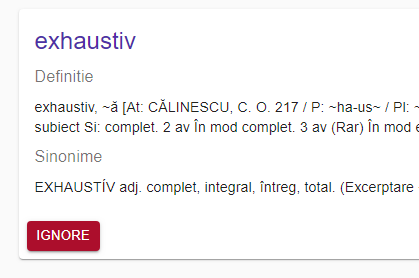 exhaustiv
Definitie
exhaustiv, ~ă [At: CĂLINESCU, C. O. 217 / P: ~ha-us~ / Pl: ~
subiect Si: complet. 2 av În mod complet. 3 av (Rar) În mod
Sinonime
EXHAUSTÍV adj. complet, integral, întreg, total. (Excerptare
IGNORE